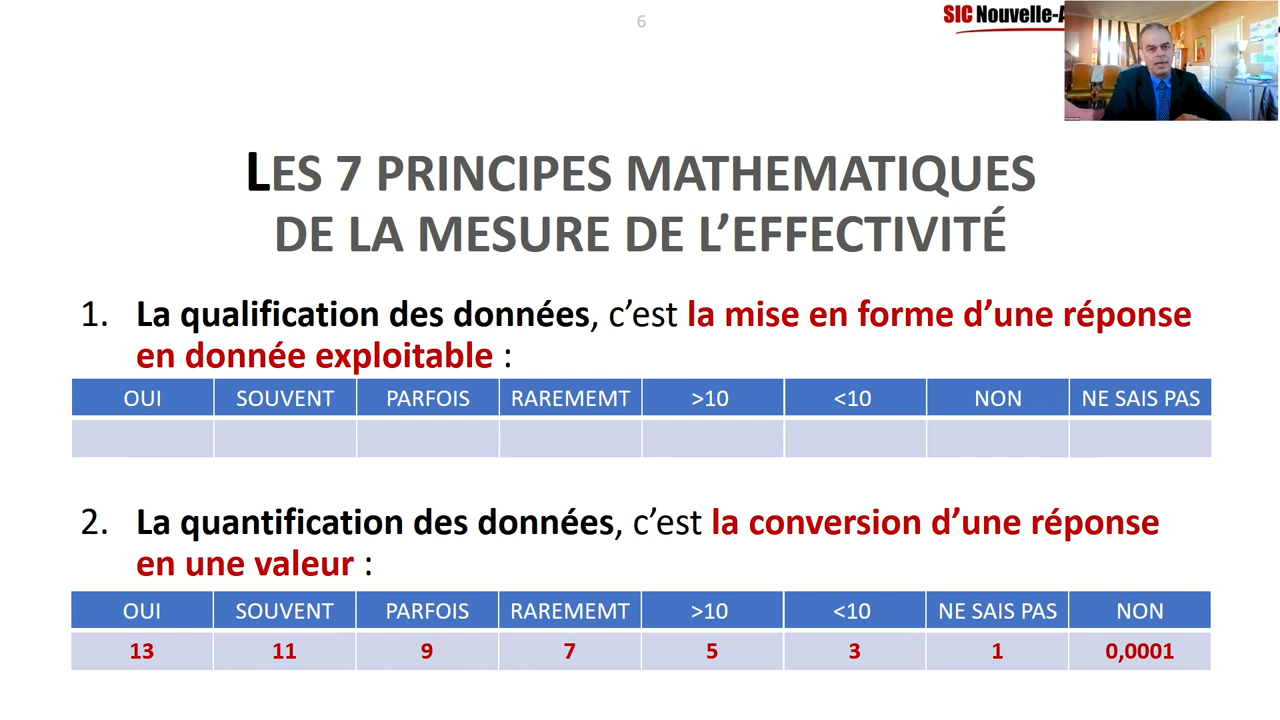 6
SIC Nouvelle-A
LES 7 PRINCIPES MATHEMATIQUES
DE LA MESURE DE L’EFFECTIVITÉ
1. La qualification des données, c’est la mise en forme d’une réponse
en donnée exploitable :
OUI SOUVENT PARFOIS RAREMEMT >10 <10 NON NE SAIS PAS
2. La quantification des données, c’est la conversion d’une réponse
en une valeur :
OUI SOUVENT PARFOIS RAREMEMT >10 <10 NE SAIS PAS NON
13 11 9 7 5 3 1 0,0001